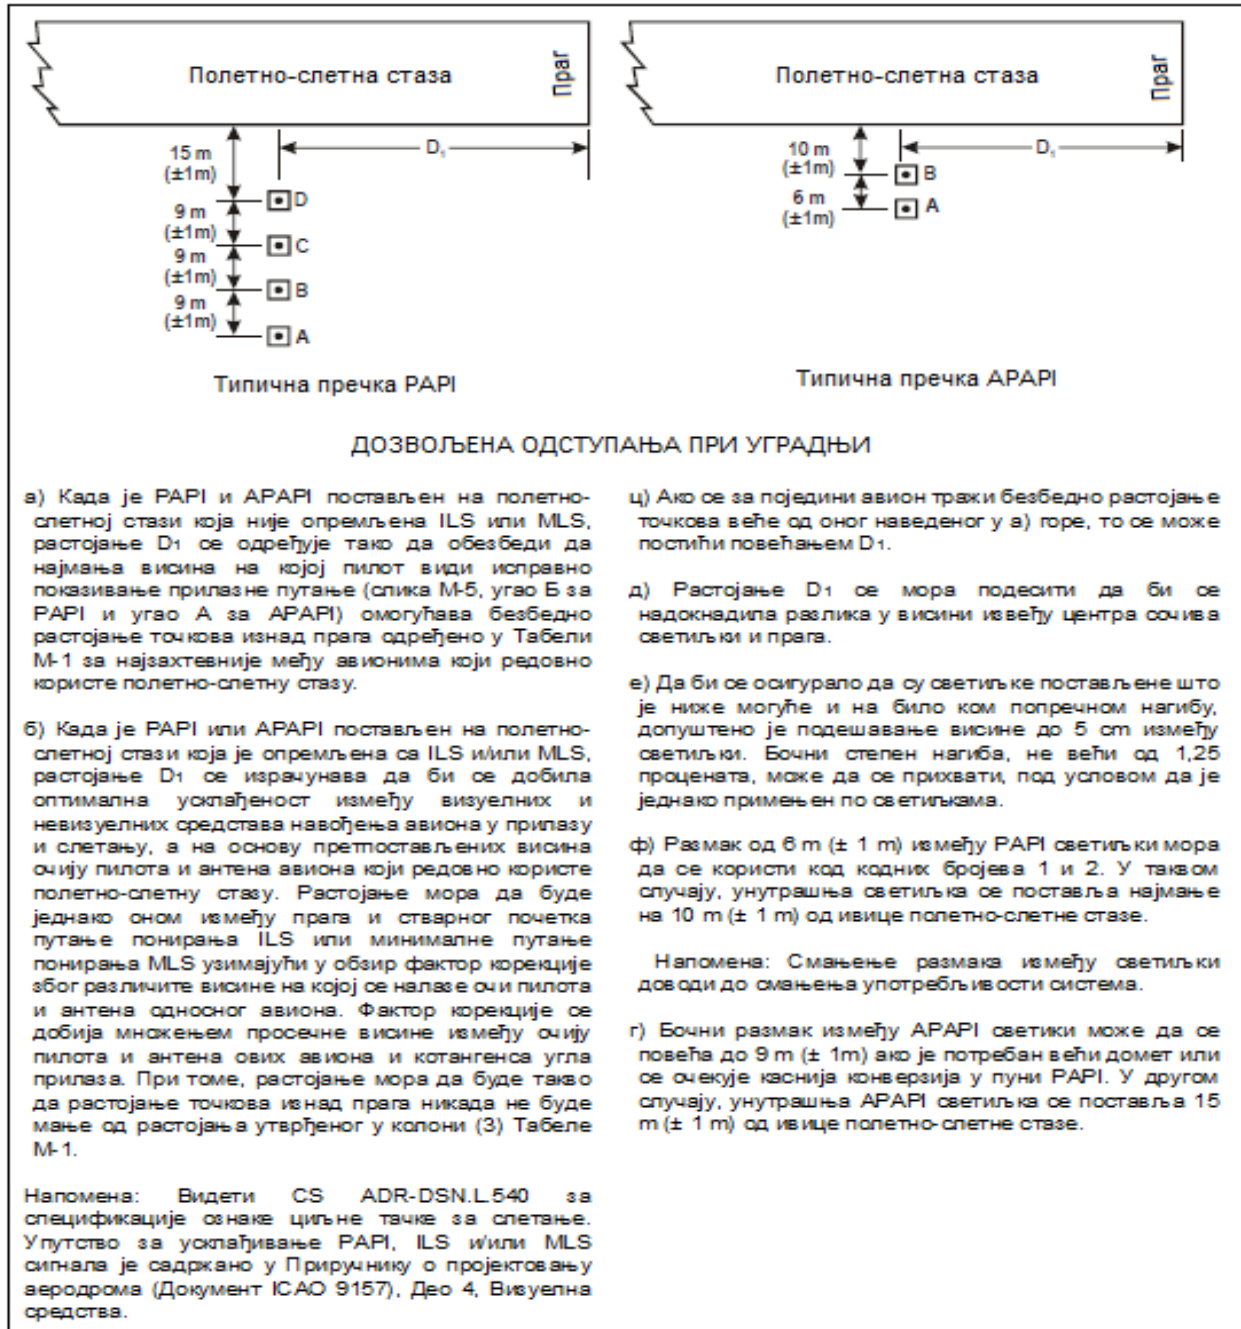 Полетно-слетна стаза
Праг
15 m
(±1m)
D₁
D
9 m
(±1m)
C
9 m
(±1m)
B
9 m
(±1m)
A
Типична пречка PAPI
Полетно-слетна стаза
Праг
10 m
(±1m)
D₁
B
6 m
(±1m)
A
Типична пречка APAPI
ДОЗВОЉЕНА ОДСТУПАЊА ПРИ УГРАДЊИ
а) Када је PAPI и APAPI постављен на полетно-
слетној стази која није опремљена ILS или MLS,
растојање D1 се одређује тако да обезбеди да
најмања висина на којој пилот види исправно
показивање прилазне путање (слика М-5, угао Б за
PAPI и угао А за APAPI) омогућава безбедно
растојање точкова изнад прага одређено у Табели
М-1 за најзахтевније међу авионима који редовно
користе полетно-слетну стазу.
б) Када је PAPI или APAPI постављен на полетно-
слетној стази која је опремљена са ILS и/или MLS,
растојање D1 се израчунава да би се добила
оптимална усклађеност између визуелних и
невизуелних средстава навођења авиона у прилазу
и слетању, а на основу претпостављених висина
очију пилота и антена авиона који редовно користе
полетно-слетну стазу. Растојање мора да буде
једнако оном између прага и стварног почетка
путање понирања ILS или минималне путање
понирања MLS узимајући у обзир фактор корекције
због различите висине на којој се налазе очи пилота
и антена односног авиона. Фактор корекције се
добија множењем просечне висине између очију
пилота и антена ових авиона и котангенса угла
прилаза. При томе, растојање мора да буде такво
да растојање точкова изнад прага никада не буде
мање од растојања утврђеног у колони (3) Табеле
М-1.
Напомена: Видети CS ADR-DSN.L.540 за
спецификације ознаке циљне тачке за слетање.
Упутство за усклађивање PAPI, ILS и/или MLS
сигнала је садржано у Приручнику о пројектовању
аеродрома (Документ ICAO 9157), Део 4, Визуелна
средства.
ц) Ако се за поједини авион тражи безбедно растојање
точкова веће од оног наведеног у а) горе, то се може
постићи повећањем D1.
д) Растојање D1 се мора подесити да би се
надокнадила разлика у висини извеђу центра сочива
светиљки и прага.
е) Да би се осигурало да су светиљке постављене што
је ниже могуће и на било ком попречном нагибу,
допуштено је подешавање висине до 5 cm између
светиљки. Бочни степен нагиба, не већи од 1,25
процената, може да се прихвати, под условом да је
једнако примењен по светиљкама.
ф) Размак од 6 m (± 1 m) између PAPI светиљки мора
да се користи код кодних бројева 1 и 2. У таквом
случају, унутрашња светиљка се поставља најмање
на 10 m (± 1 m) од ивице полетно-слетне стазе.
Напомена: Смањење размака између светиљки
доводи до смањења употребљивости система.
г) Бочни размак између APAPI светики може да се
повећа до 9 m (± 1m) ако је потребан већи домет или
се очекује каснија конверзија у пуни PAPI. У другом
случају, унутрашња APAPI светиљка се поставља 15
m (± 1 m) од ивице полетно-слетне стазе.